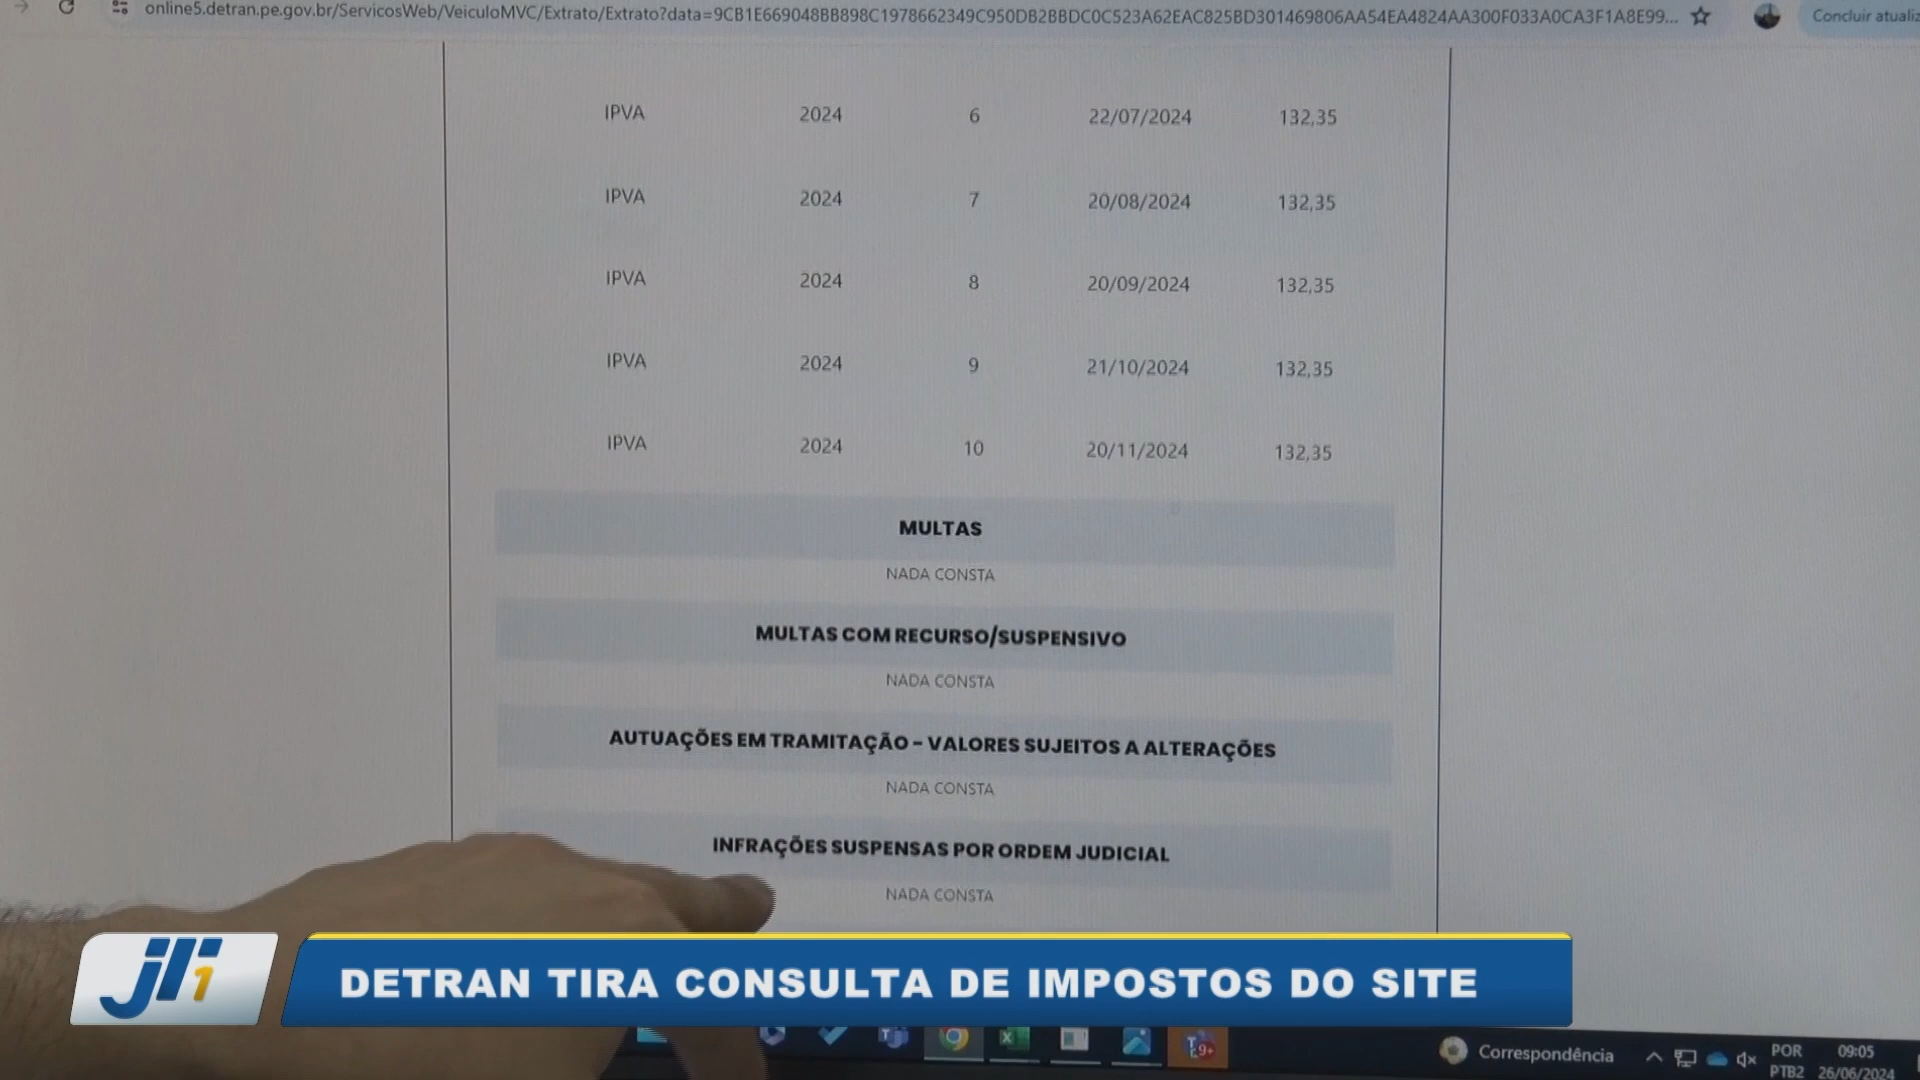 online5.detran.pe.gov.br/ServicosWeb/VeiculoMVC/Extrato/Extrato?data=9CB1E669048BB898C1978662349C950DB2BBDC0C523A62EAC825BD301469806AA54EA4824AA300F033A0CA3F1A8E99...
Concluir atualiz
IPVA 2024 6 22/07/2024 132,35
IPVA 2024 7 20/08/2024 132,35
IPVA 2024 8 20/09/2024 132,35
IPVA 2024 9 21/10/2024 132,35
IPVA 2024 10 20/11/2024 132,35
MULTAS
NADA CONSTA
MULTAS COM RECURSO/SUSPENSIVO
NADA CONSTA
AUTUAÇÕES EM TRAMITAÇÃO - VALORES SUJEITOS A ALTERAÇÕES
NADA CONSTA
INFRAÇÕES SUSPENSAS POR ORDEM JUDICIAL
NADA CONSTA
DETRAN TIRA CONSULTA DE IMPOSTOS DO SITE
9+
Correspondência
POR
PTB2
09:05
26/06/2024